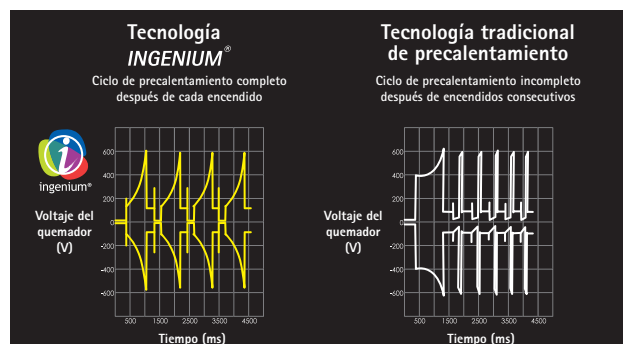 Tecnología
INGENIUM®
Ciclo de precalentamiento completo
después de cada encendido
ingenium®
Voltaje del
quemador
(V)
600
400
200
0
-200
-400
-600
500 1500 2500 3500 4500
Tiempo (ms)
Tecnología tradicional
de precalentamiento
Ciclo de precalentamiento incompleto
después de encendidos consecutivos
Voltaje del
quemador
(V)
600
400
200
0
-200
-400
-600
500 1500 2500 3500 4500
Tiempo (ms)